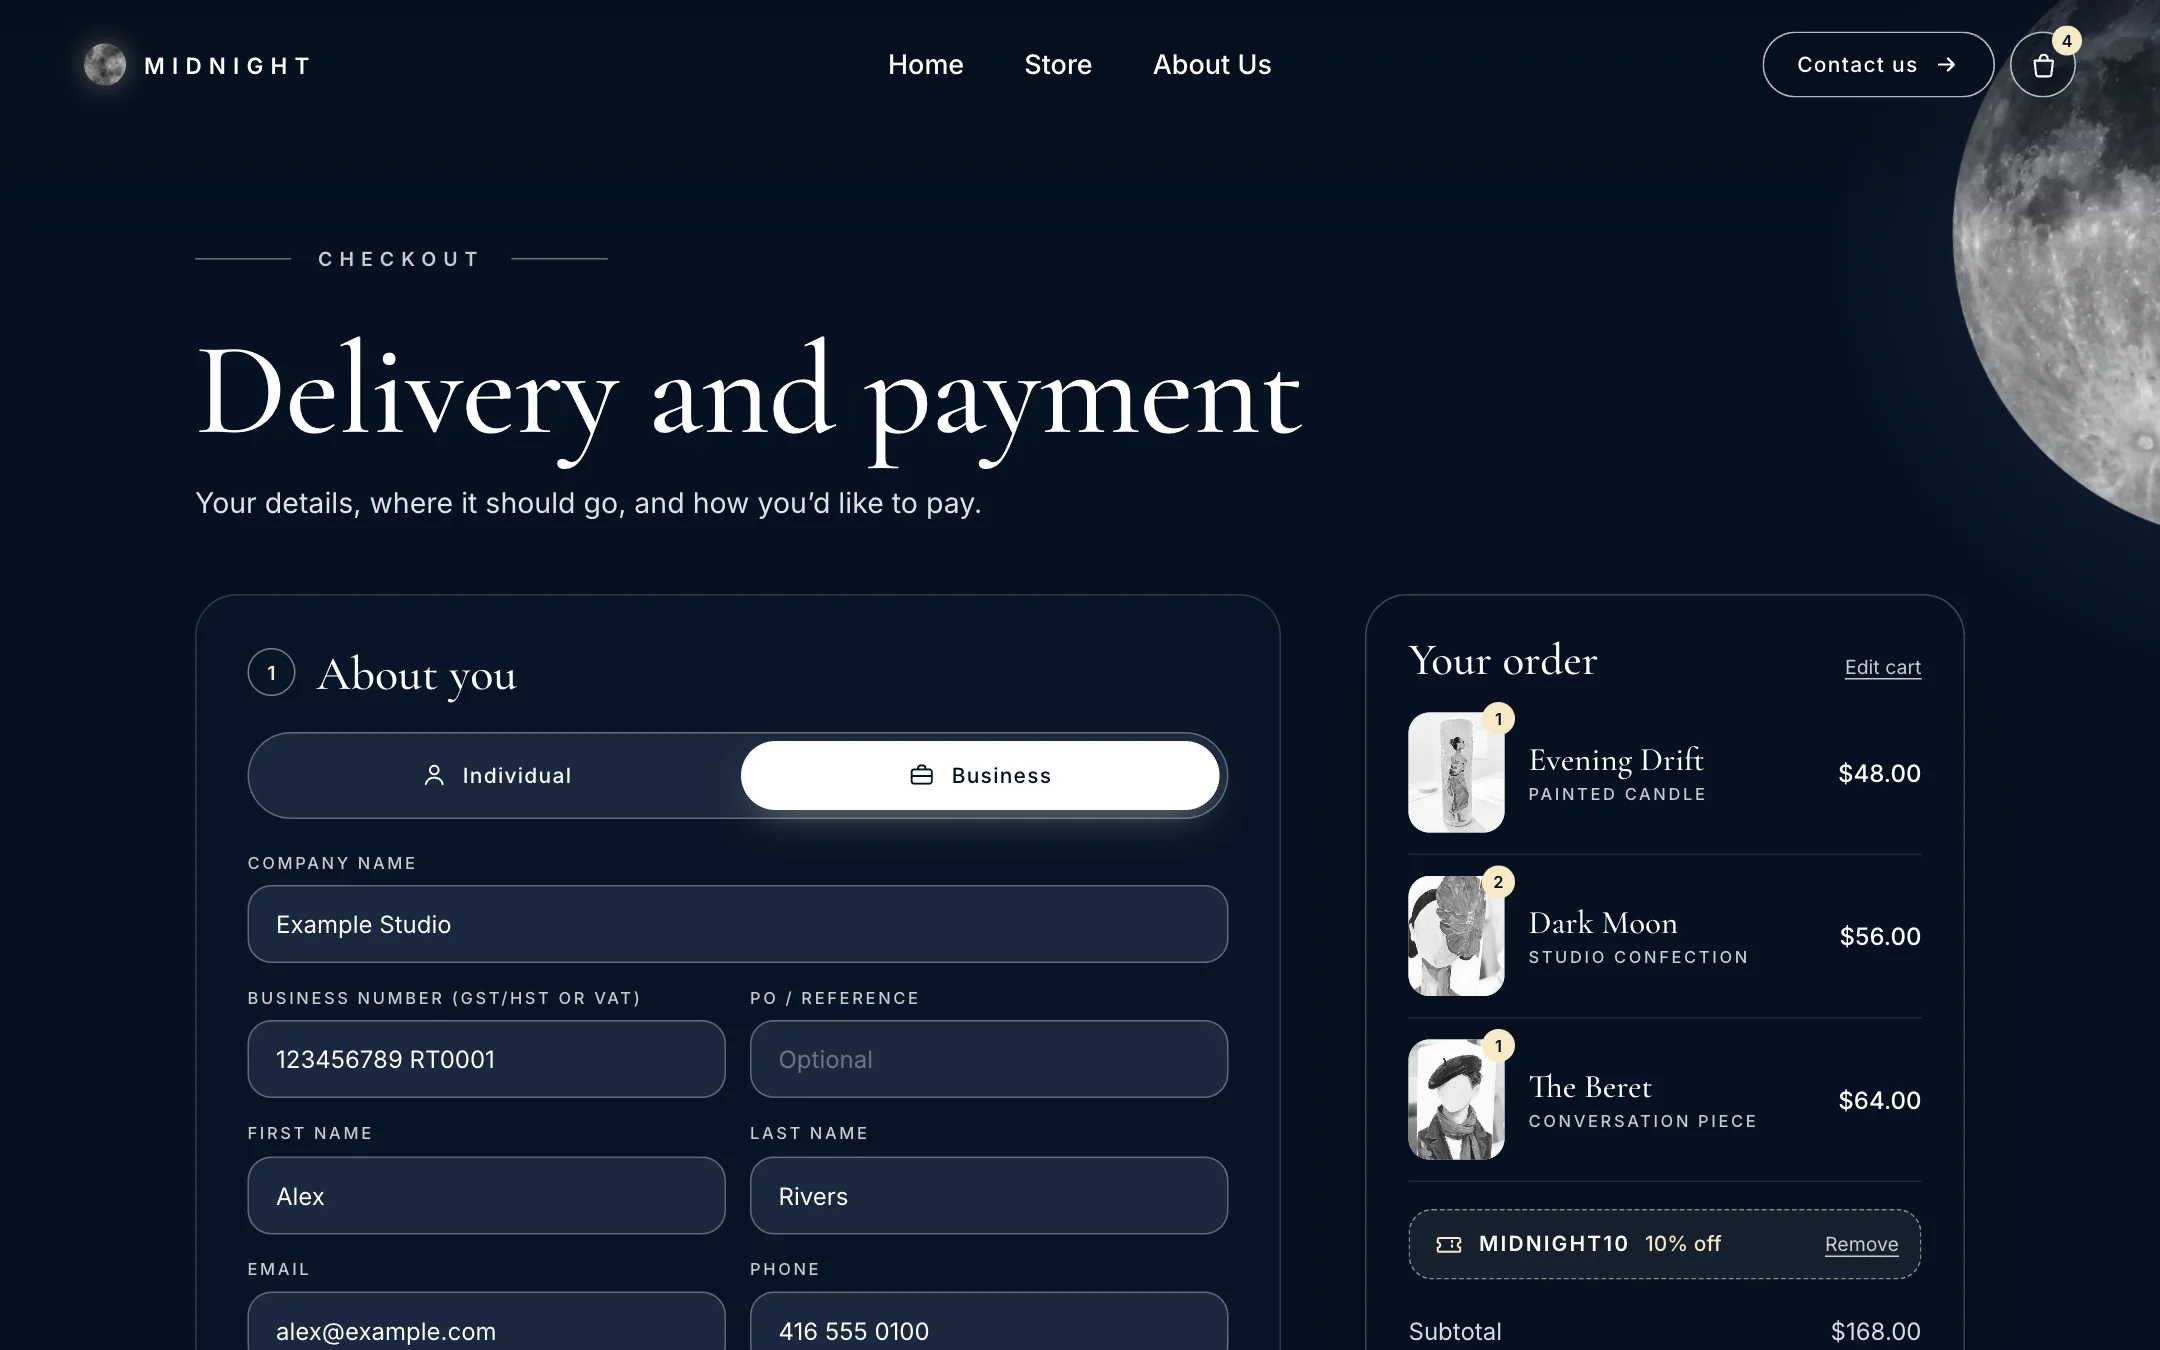 MIDNIGHT
Home
Store
About Us
Contact us
4
CHECKOUT
Delivery and payment
Your details, where it should go, and how you’d like to pay.
1
About you
Individual
Business
COMPANY NAME
Example Studio
BUSINESS NUMBER (GST/HST OR VAT)
PO / REFERENCE
123456789 RT0001
Optional
FIRST NAME
LAST NAME
Alex
Rivers
EMAIL
PHONE
alex@example.com
416 555 0100
Your order
Edit cart
1
Evening Drift
PAINTED CANDLE
$48.00
2
Dark Moon
STUDIO CONFECTION
$56.00
1
The Beret
CONVERSATION PIECE
$64.00
MIDNIGHT10 10% off
Remove
Subtotal
$168.00